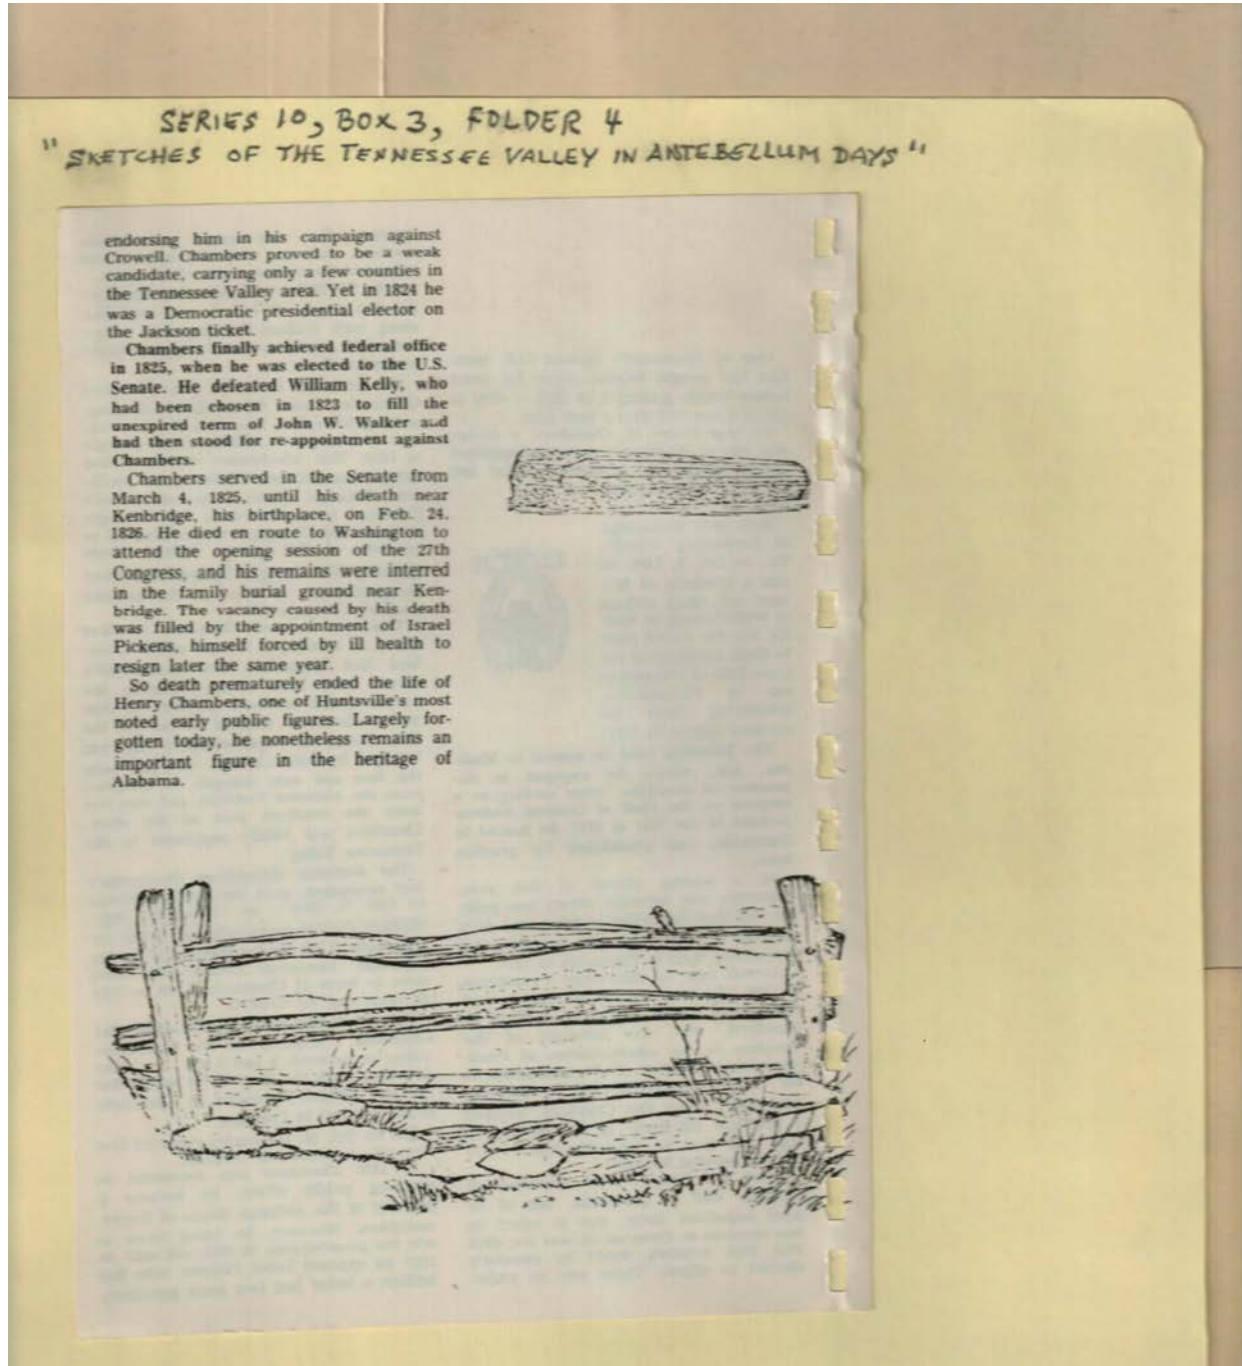 SERIES 10, BOX 3, FOLDER 4
"SKETCHES OF THE TENNESSEE VALLEY IN ANTEBELLUM DAYS"
endorsing him in his campaign against
Crowell. Chambers proved to be a weak
candidate, carrying only a few counties in
the Tennessee Valley area. Yet in 1824 he
was a Democratic presidential elector on
the Jackson ticket.
Chambers finally achieved federal office
in 1825, when he was elected to the U.S.
Senate. He defeated William Kelly, who
had been chosen in 1823 to fill the
unexpired term of John W. Walker and
had then stood for re-appointment against
Chambers.
Chambers served in the Senate from
March 4, 1825, until his death near
Kenbridge, his birthplace, on Feb. 24,
1826. He died en route to Washington to
attend the opening session of the 27th
Congress, and his remains were interred
in the family burial ground near Ken-
bridge. The vacancy caused by his death
was filled by the appointment of Israel
Pickens, himself forced by ill health to
resign later the same year.
So death prematurely ended the life of
Henry Chambers, one of Huntsville's most
noted early public figures. Largely for-
gotten today, he nonetheless remains an
important figure in the heritage of
Alabama.